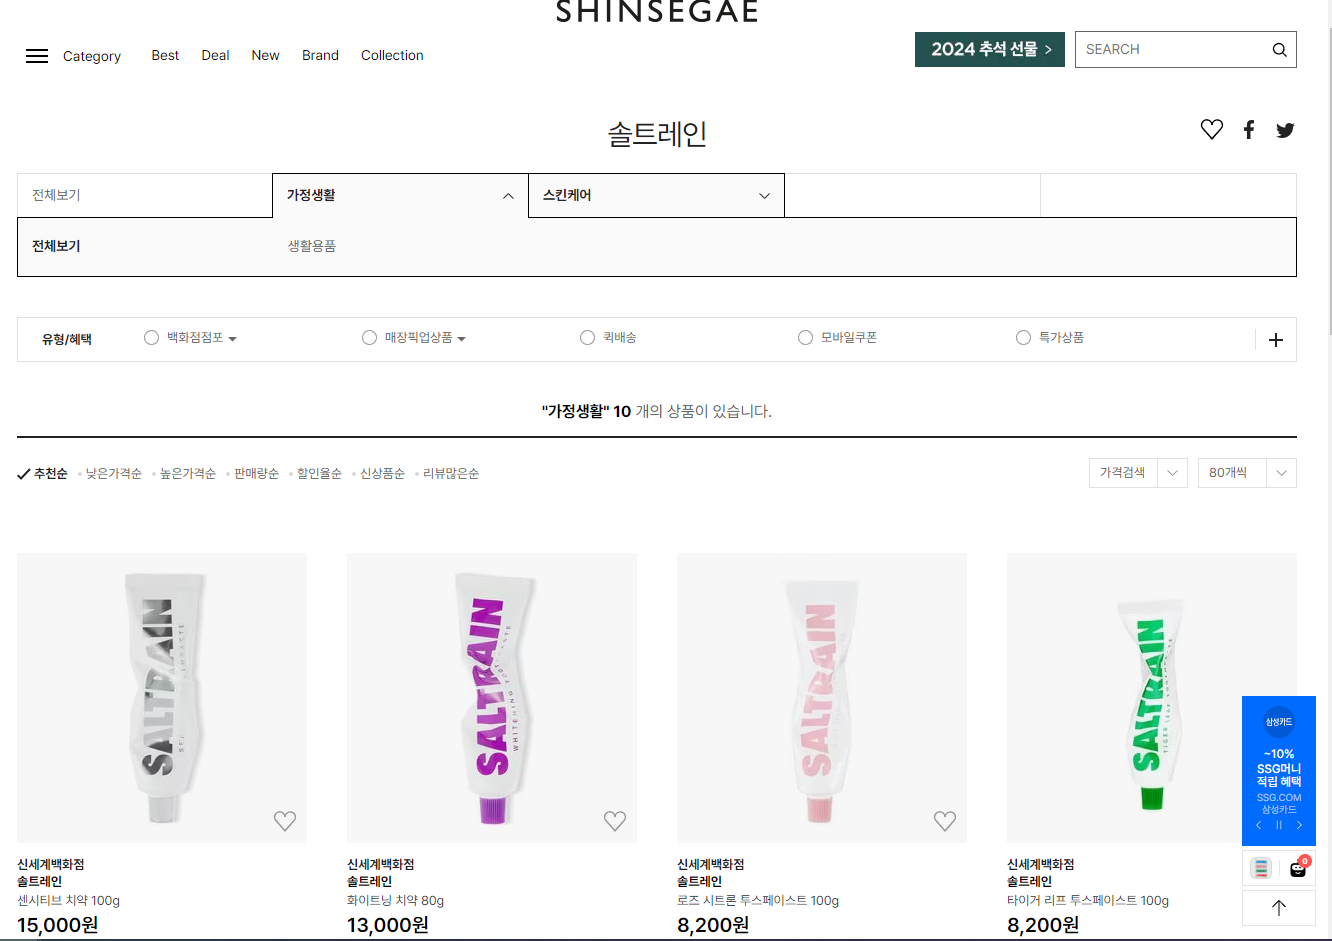 SHINSEGAE
Category Best Deal New Brand Collection
2024 추석 선물 >
SEARCH
솔트레인
전체보기 가정생활 스킨케어
전체보기 생활용품
유형/혜택 백화점점포 매장픽업상품 퀵배송 모바일쿠폰 특가상품
"가정생활" 10 개의 상품이 있습니다.
추천순 낮은가격순 높은가격순 판매량순 할인율순 신상품순 리뷰많은순
가격검색 80개씩
SALTRAIN
SALTRAIN
WHITENING
SALTRAIN
SALTRAIN
신세계백화점
솔트레인
센시티브 치약 100g
15,000원
신세계백화점
솔트레인
화이트닝 치약 80g
13,000원
신세계백화점
솔트레인
로즈 시트론 투스페이스트 100g
8,200원
신세계백화점
솔트레인
타이거 리프 투스페이스트 100g
8,200원
삼성카드
~10%
SSG머니
적립 혜택
SSG.COM
삼성카드
0